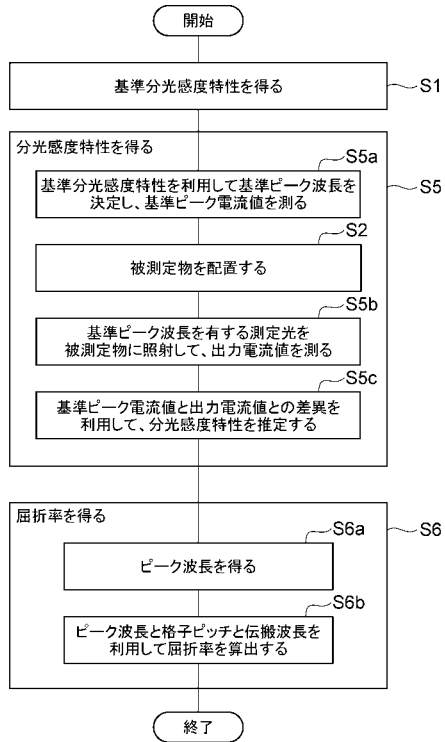 開始
基準分光感度特性を得る
S1
分光感度特性を得る
S5
S5a
基準分光感度特性を利用して基準ピーク波長を
決定し、基準ピーク電流値を測る
S2
被測定物を配置する
S5b
基準ピーク波長を有する測定光を
被測定物に照射して、出力電流値を測る
S5c
基準ピーク電流値と出力電流値との差異を
利用して、分光感度特性を推定する
屈折率を得る
S6
S6a
ピーク波長を得る
S6b
ピーク波長と格子ピッチと伝搬波長を
利用して屈折率を算出する
終了